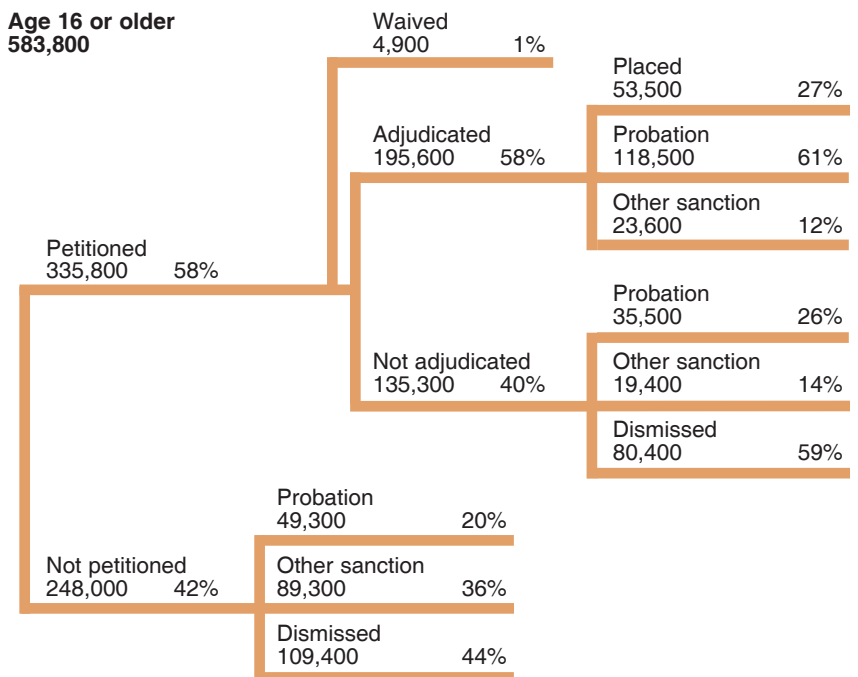 Age 16 or older
583,800
Waived
4,900 1%
Placed
53,500 27%
Adjudicated
195,600 58%
Probation
118,500 61%
Other sanction
23,600 12%
Petitioned
335,800 58%
Probation
35,500 26%
Not adjudicated
135,300 40%
Other sanction
19,400 14%
Dismissed
80,400 59%
Probation
49,300 20%
Not petitioned
248,000 42%
Other sanction
89,300 36%
Dismissed
109,400 44%